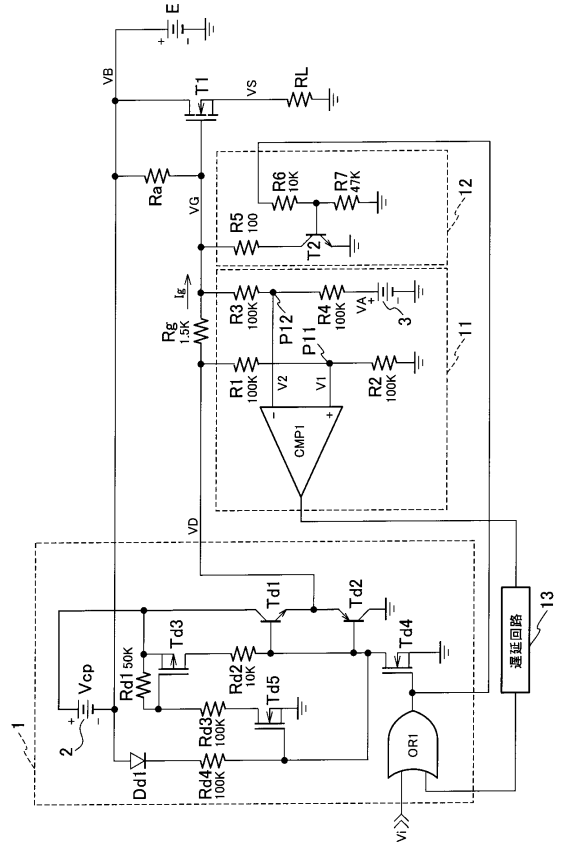 1
2
Vcp
+
-
Dd1
Rd1 50K
Td3
Rd2
10K
Rd3
100K
Rd4
100K
Td5
Td1
Td2
Td4
OR1
Vi
VD
遅延回路
13
Rg
1.5K
Ig
R1
100K
R2
100K
R3
100K
R4
100K
P11
P12
V1
V2
CMP1
-
+
VA
+
-
3
11
VG
Ra
R5
100
T2
R6
10K
R7
47K
12
VB
T1
VS
RL
E
+
-